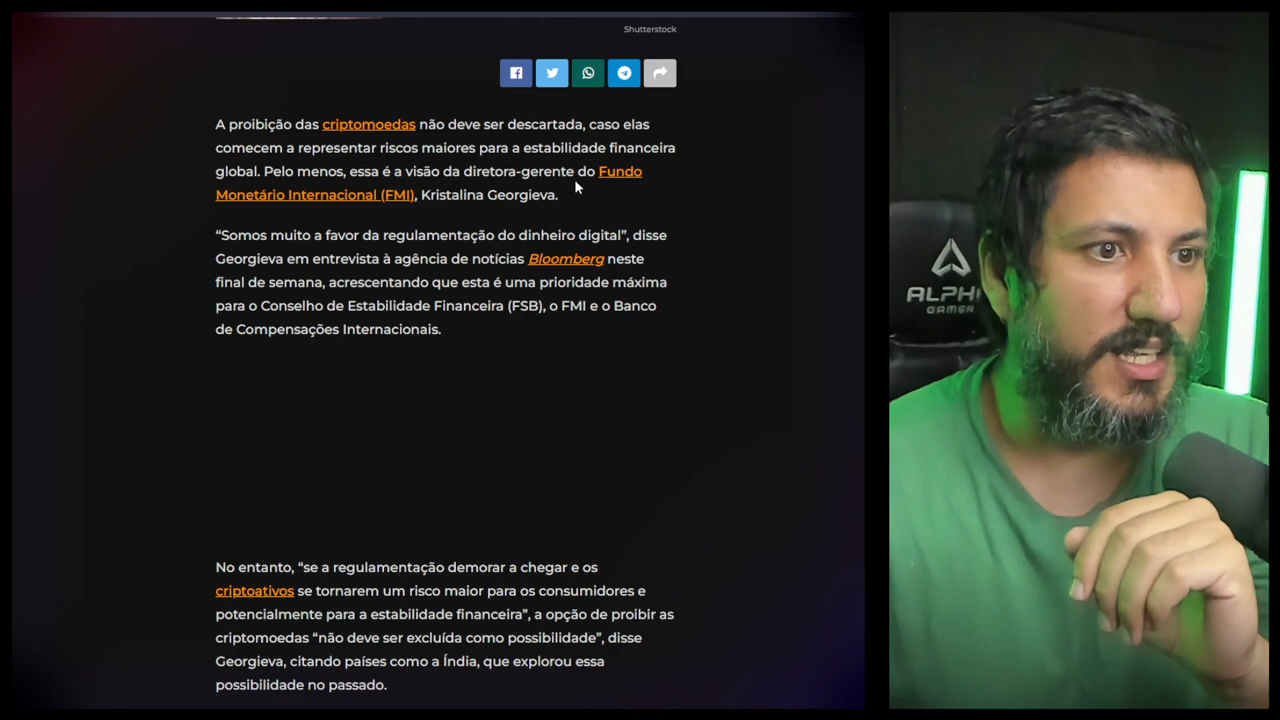 Shutterstock
A proibição das criptomoedas não deve ser descartada, caso elas
comecem a representar riscos maiores para a estabilidade financeira
global. Pelo menos, essa é a visão da diretora-gerente do Fundo
Monetário Internacional (FMI), Kristalina Georgieva.
“Somos muito a favor da regulamentação do dinheiro digital”, disse
Georgieva em entrevista à agência de notícias Bloomberg neste
final de semana, acrescentando que esta é uma prioridade máxima
para o Conselho de Estabilidade Financeira (FSB), o FMI e o Banco
de Compensações Internacionais.
No entanto, “se a regulamentação demorar a chegar e os
criptoativos se tornarem um risco maior para os consumidores e
potencialmente para a estabilidade financeira”, a opção de proibir as
criptomoedas “não deve ser excluída como possibilidade”, disse
Georgieva, citando países como a Índia, que explorou essa
possibilidade no passado.
ALPH
GAMER